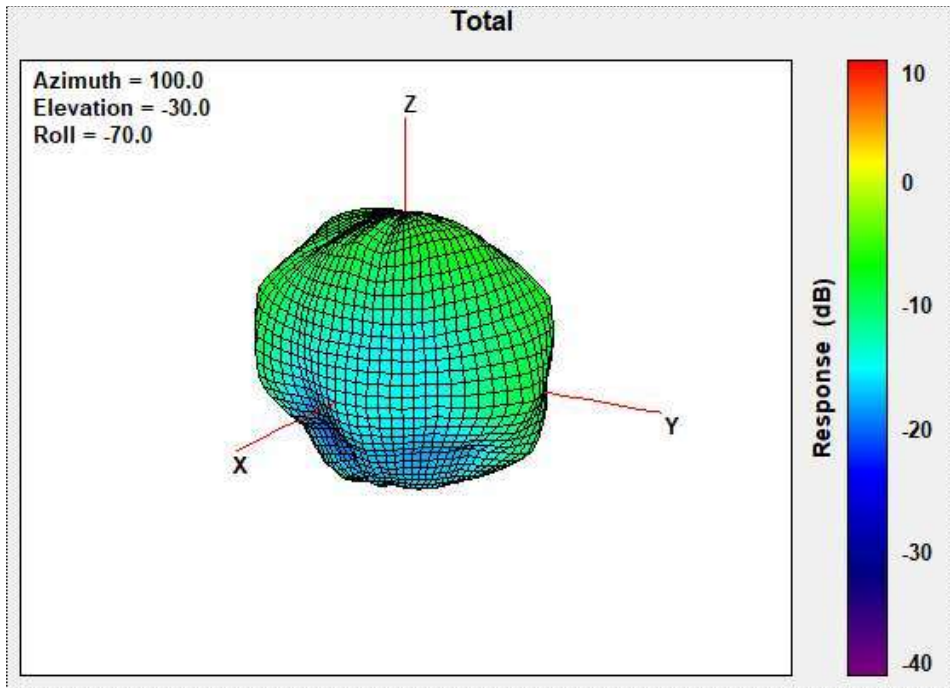 Total
Azimuth = 100.0
Elevation = -30.0
Roll = -70.0
Z
X
Y
Response (dB)
10
0
-10
-20
-30
-40